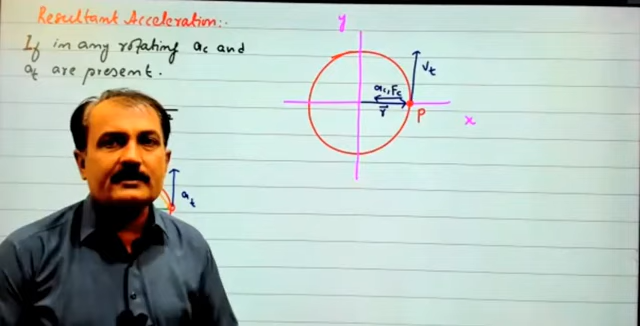 Resultant Acceleration:.
If in any rotating ac and
at are present.
y
Vt
ac, Fc
r
P
x
at